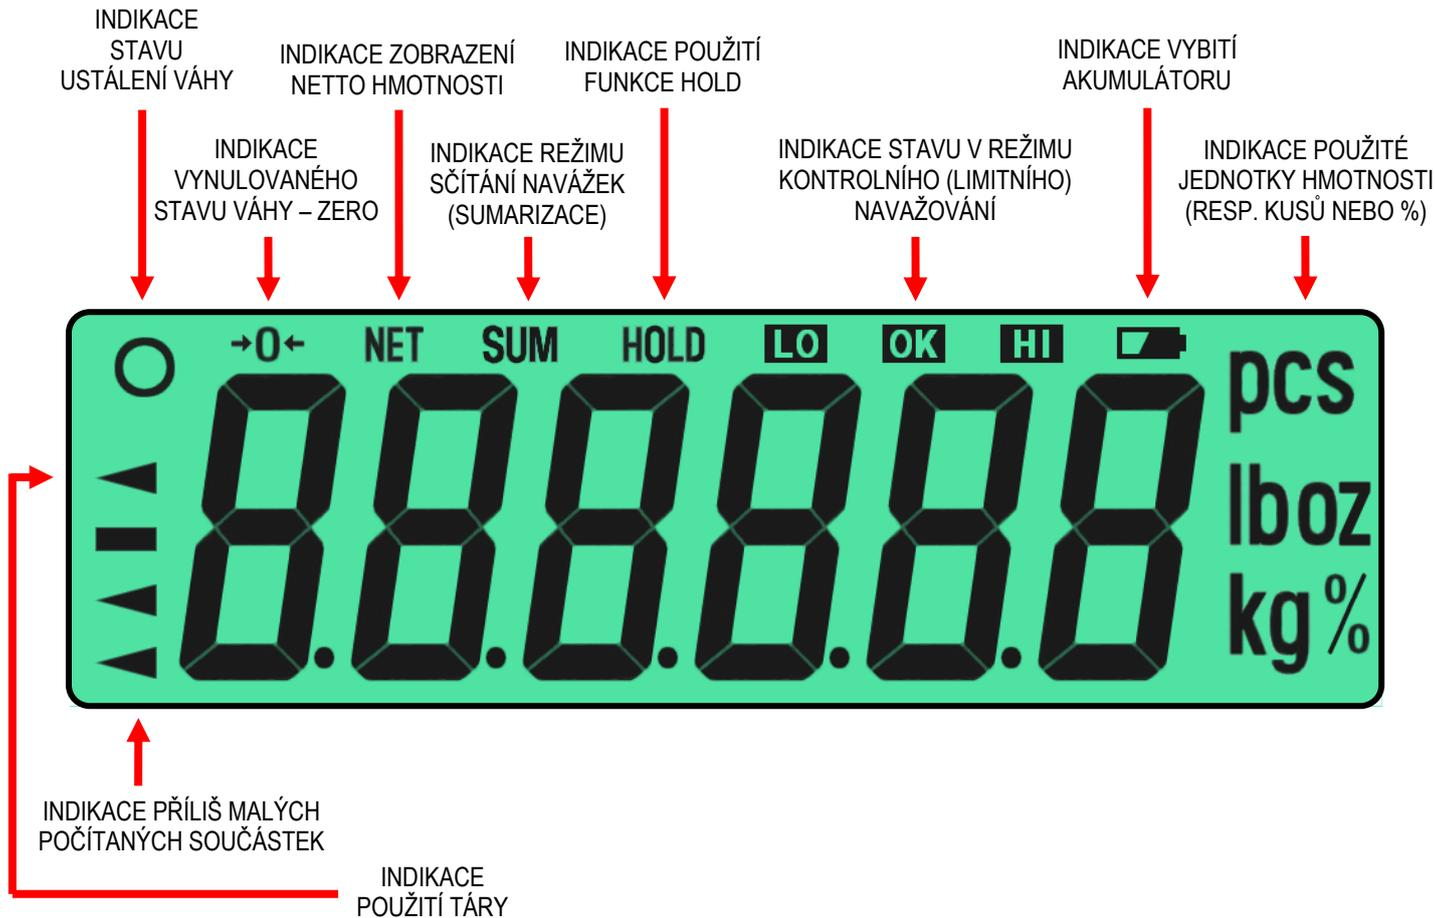 INDIKACE
STAVU
USTÁLENÍ VÁHY
INDIKACE ZOBRAZENÍ
NETTO HMOTNOSTI
INDIKACE POUŽITÍ
FUNKCE HOLD
INDIKACE VYBITÍ
AKUMULÁTORU
INDIKACE
VYNULOVANÉHO
STAVU VÁHY – ZERO
INDIKACE REŽIMU
SČÍTÁNÍ NAVÁŽEK
(SUMARIZACE)
INDIKACE STAVU V REŽIMU
KONTROLNÍHO (LIMITNÍHO)
NAVAŽOVÁNÍ
INDIKACE POUŽITÉ
JEDNOTKY HMOTNOSTI
(RESP. KUSŮ NEBO %)
→0← NET SUM HOLD LO OK HI
8.8.8.8.8.8
pcs
lb oz
kg %
INDIKACE PŘÍLIŠ MALÝCH
POČÍTANÝCH SOUČÁSTEK
INDIKACE
POUŽITÍ TÁRY